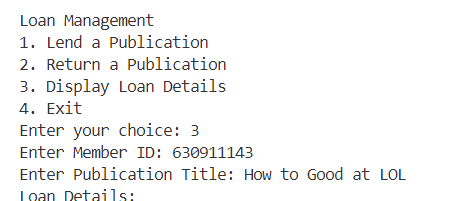 Loan Management
1. Lend a Publication
2. Return a Publication
3. Display Loan Details
4. Exit
Enter your choice: 3
Enter Member ID: 630911143
Enter Publication Title: How to Good at LOL
Loan Details: